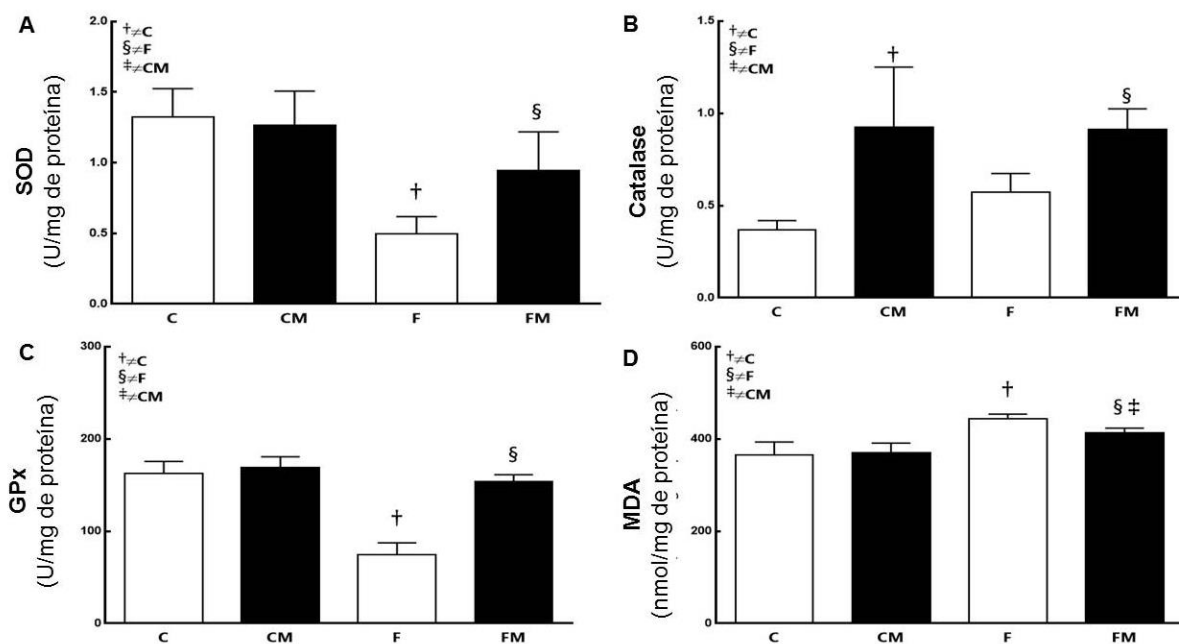 A
†≠C
§≠F
‡≠CM
SOD
(U/mg de proteína)
2.0
1.5
1.0
0.5
0.0
†
§
C CM F FM
B
†≠C
§≠F
‡≠CM
Catalase
(U/mg de proteína)
1.5
1.0
0.5
0.0
†
§
C CM F FM
C
†≠C
§≠F
‡≠CM
GPx
(U/mg de proteína)
300
200
100
0
†
§
C CM F FM
D
†≠C
§≠F
‡≠CM
MDA
(nmol/mg de proteína)
600
400
200
0
†
§ ‡
C CM F FM